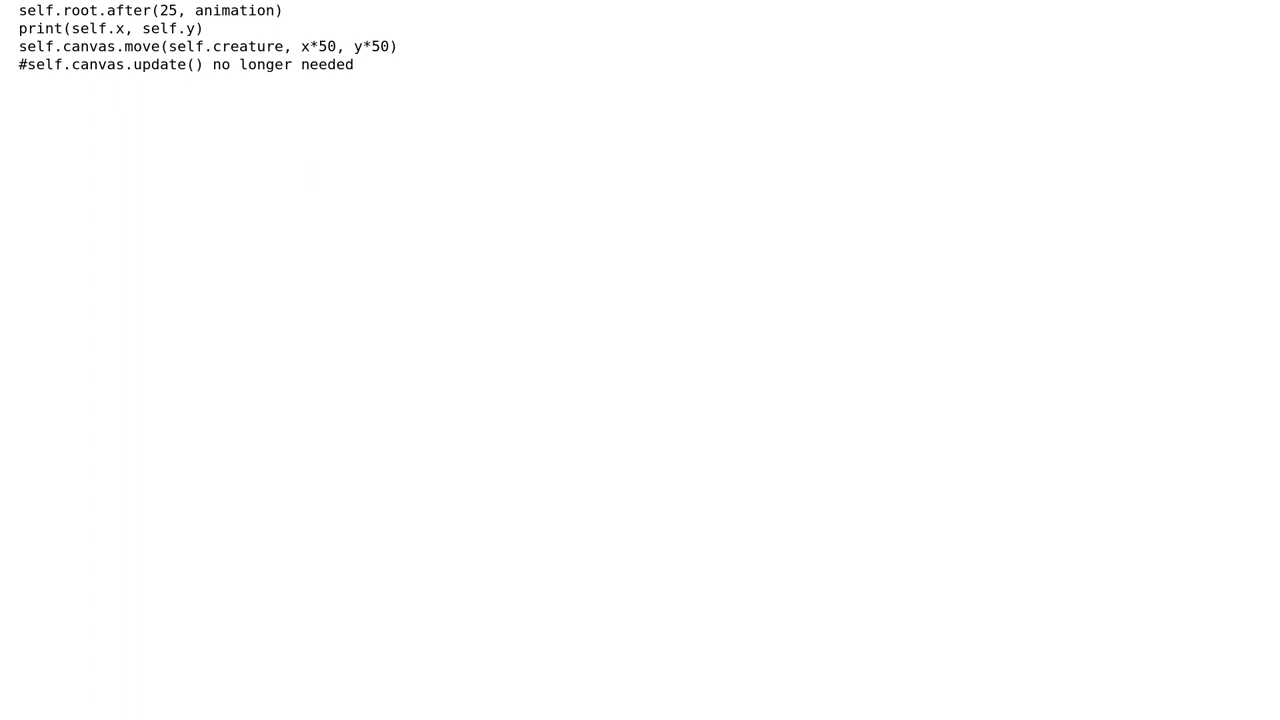 self.root.after(25, animation)
print(self.x, self.y)
self.canvas.move(self.creature, x*50, y*50)
#self.canvas.update() no longer needed